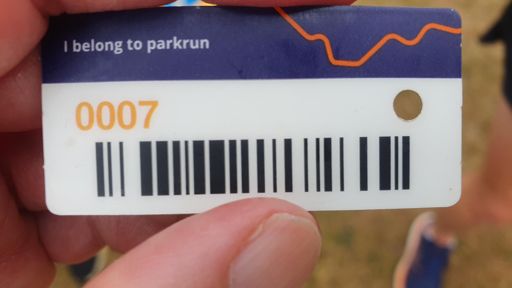 I belong to parkrun
0007